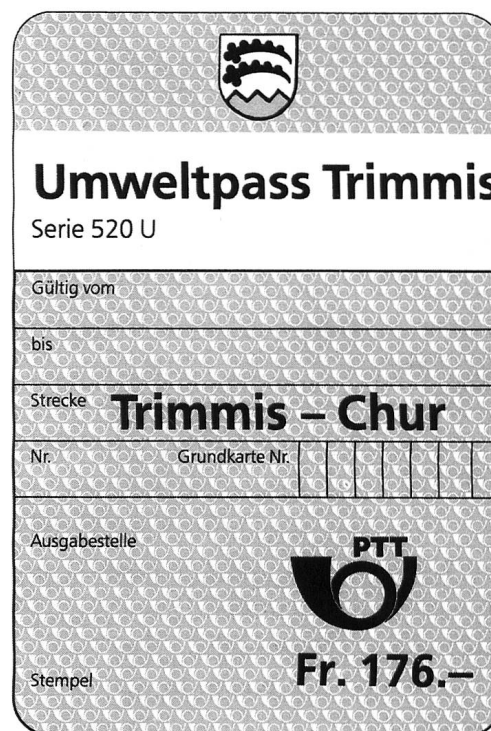 Umweltpass Trimmis
Serie 520 U
Gültig vom
bis
Strecke Trimmis – Chur
Nr. Grundkarte Nr.
Ausgabestelle
PTT
Stempel Fr. 176.–